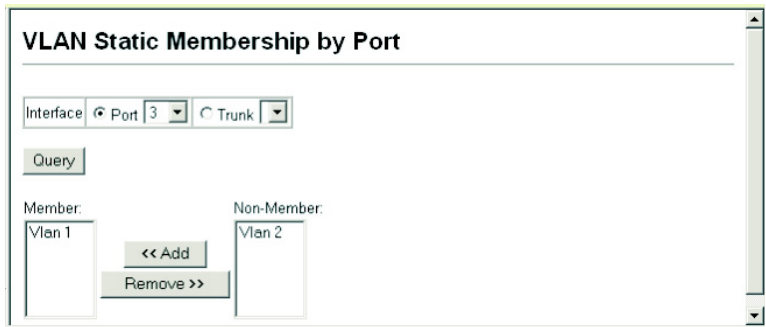 VLAN Static Membership by Port
Interface Port 3 Trunk
Query
Member: Non-Member:
Vlan 1 Vlan 2
<< Add
Remove >>